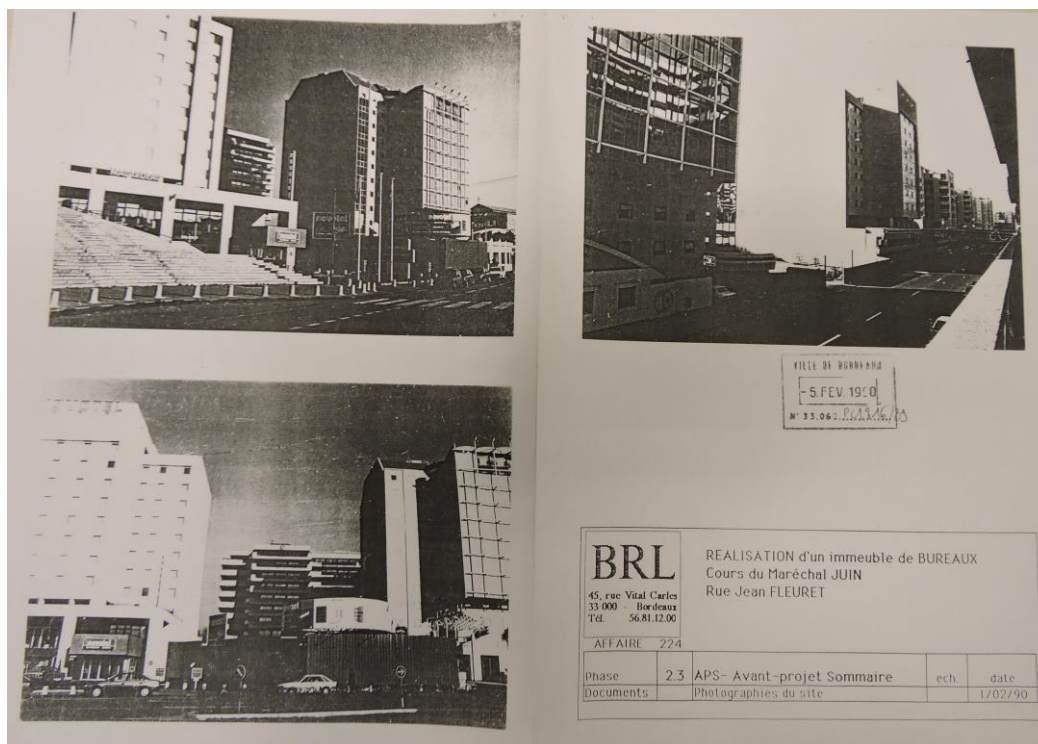 novotel
VILLE DE BORDEAUX
- 5. FEV. 1990
N° 33.063
BRL
45, rue Vital Carles
33 000 - Bordeaux
Tél. 56.81.12.00
AFFAIRE 224
REALISATION d'un immeuble de BUREAUX
Cours du Maréchal JUIN
Rue Jean FLEURET
Phase 2.3 APS- Avant-projet Sommaire ech. date
Documents Photographies du site 1/02/90